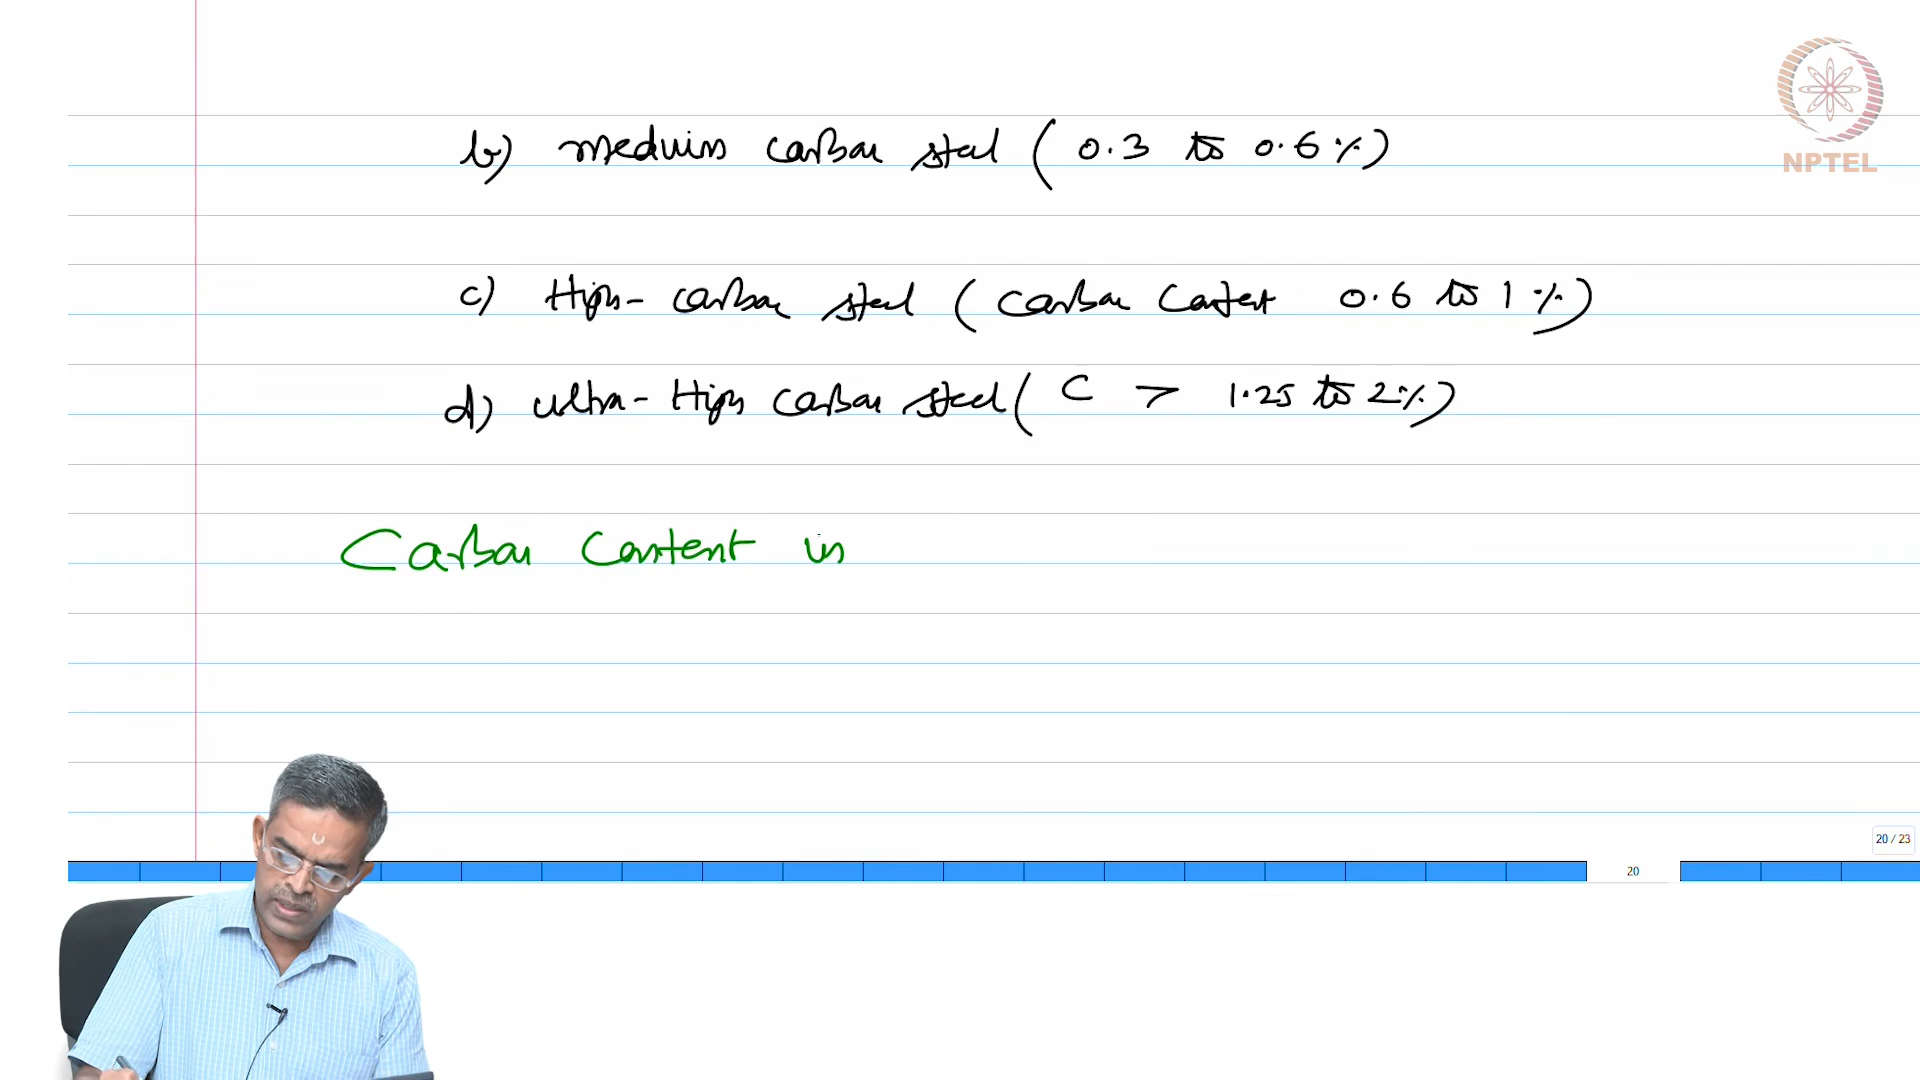 b) medium carbon steel ( 0.3 to 0.6 %)
NPTEL
c) High- carbon steel ( carbon content 0.6 to 1 %)
d) ultra- High carbon steel ( C > 1.25 to 2 %)
Carbon Content in
20 / 23
20